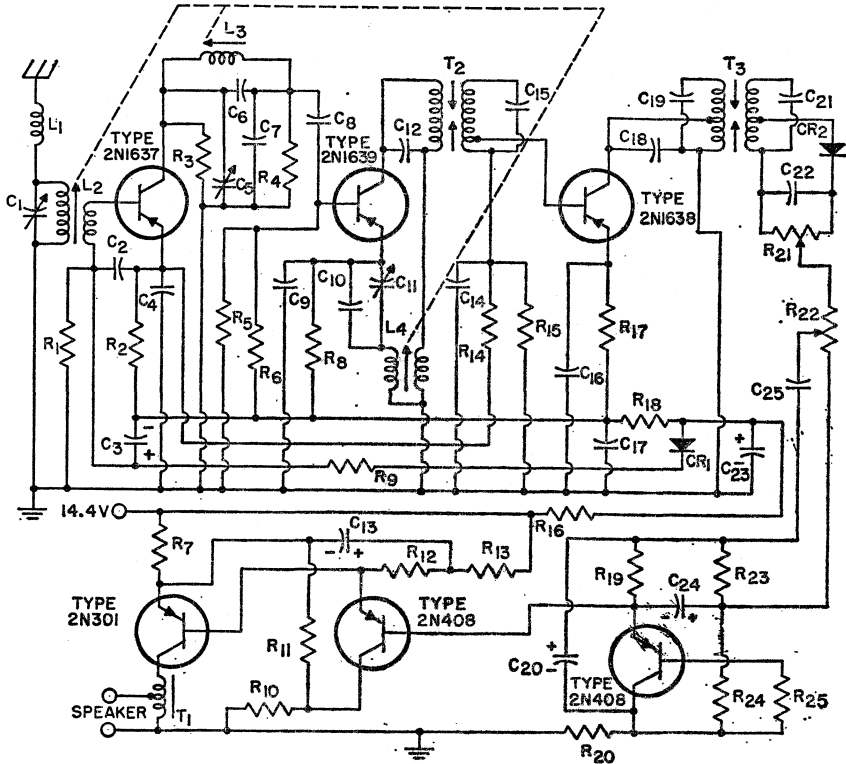 L3
T2
T3
L1
C6
C7
C8
C12
C15
C19
C21
C18
CR2
TYPE
2N1637
R3
C5
R4
TYPE
2N1639
C22
C1
L2
TYPE
2N1638
R21
C2
C4
C9
C10
C11
C14
R22
R1
R2
R5
R6
R8
L4
R14
R15
R17
C16
C25
C3
-
+
R18
C17
CR1
+
C23
-
R9
14.4V
R16
R7
C13
- +
R12
R13
R19
C24
- +
R23
TYPE
2N301
TYPE
2N408
R11
+
C20
-
TYPE
2N408
R10
R24
R25
SPEAKER
T1
R20